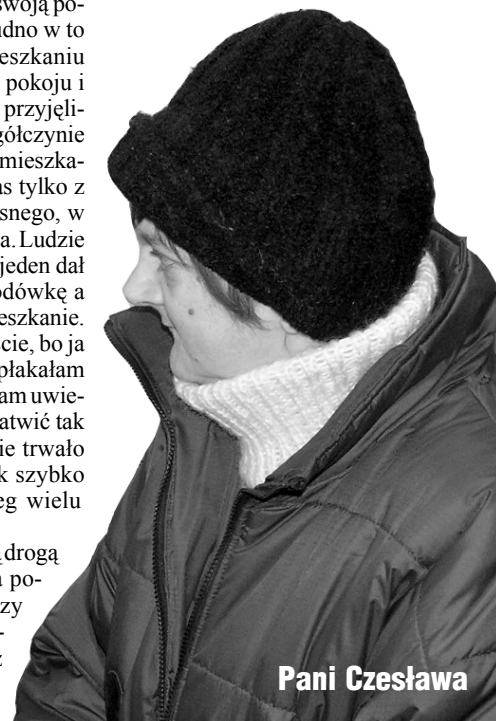 swoją po-
udno w to
eszkaniu
pokoju i
przyjęli-
gółczynie
mieszka-
as tylko z
snego, w
a. Ludzie
jeden dał
odówkę a
eszkanie.
cie, bo ja
płakałam
am uwie-
atwić tak
ie trwało
k szybko
eg wielu
ą drogą
a po-
zy
-
z
Pani Czesława